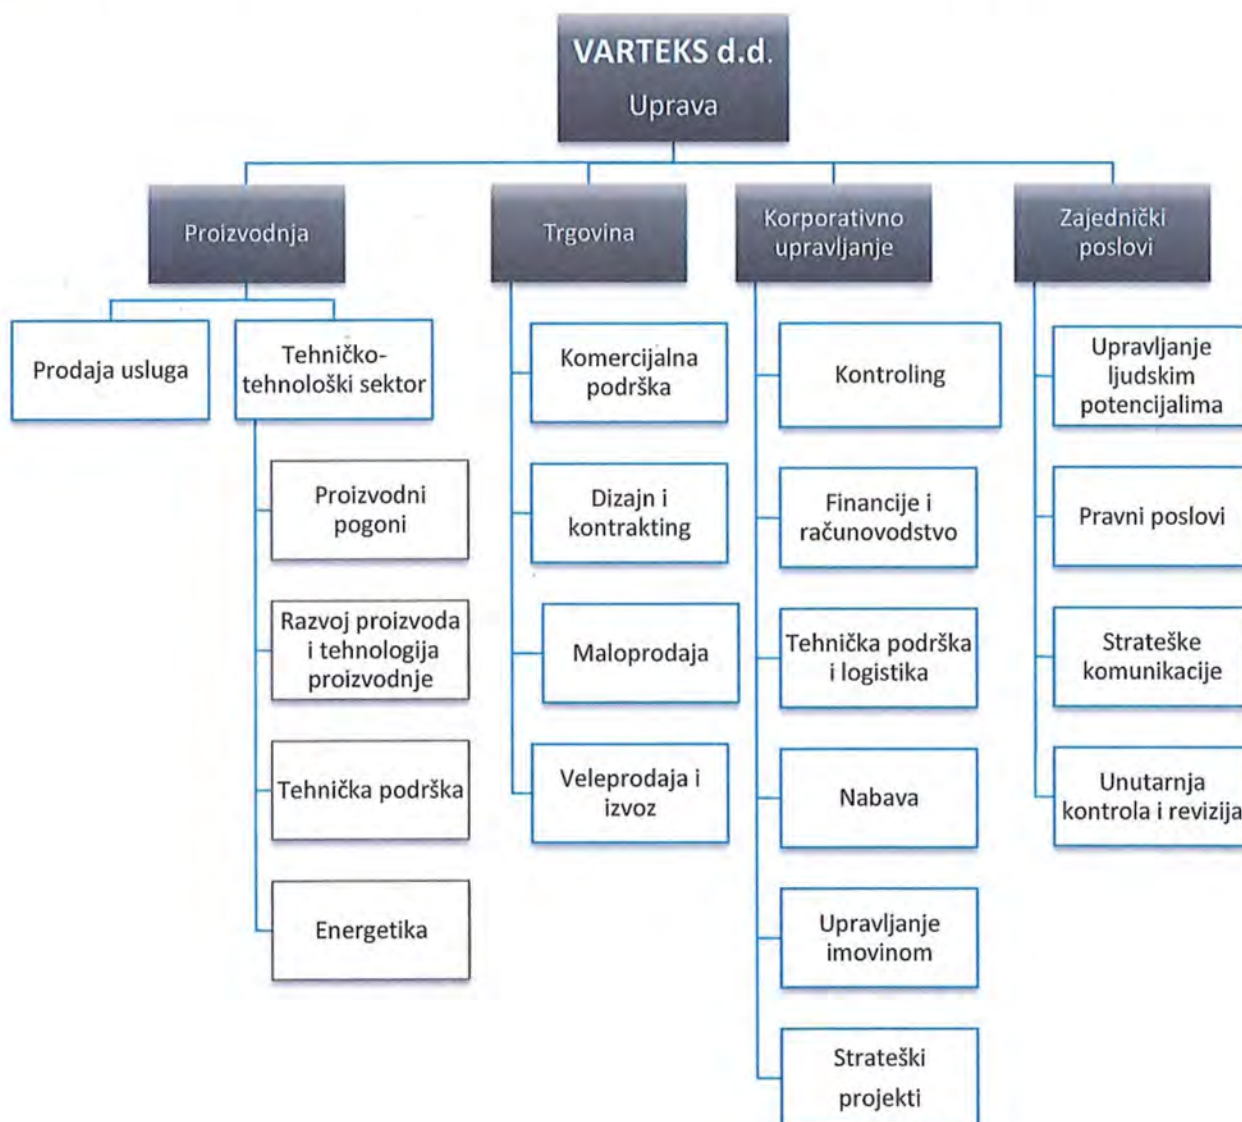 VARTEKS d.d.
Uprava
Proizvodnja
Prodaja usluga
Tehničko-
tehnološki sektor
Proizvodni
pogoni
Razvoj proizvoda
i tehnologija
proizvodnje
Tehnička podrška
Energetika
Trgovina
Komercijalna
podrška
Dizajn i
kontrakting
Maloprodaja
Veleprodaja i
izvoz
Korporativno
upravljanje
Kontroling
Financije i
računovodstvo
Tehnička podrška
i logistika
Nabava
Upravljanje
imovinom
Strateški
projekti
Zajednički
poslovi
Upravljanje
ljudskim
potencijalima
Pravni poslovi
Strateške
komunikacije
Unutarnja
kontrola i revizija